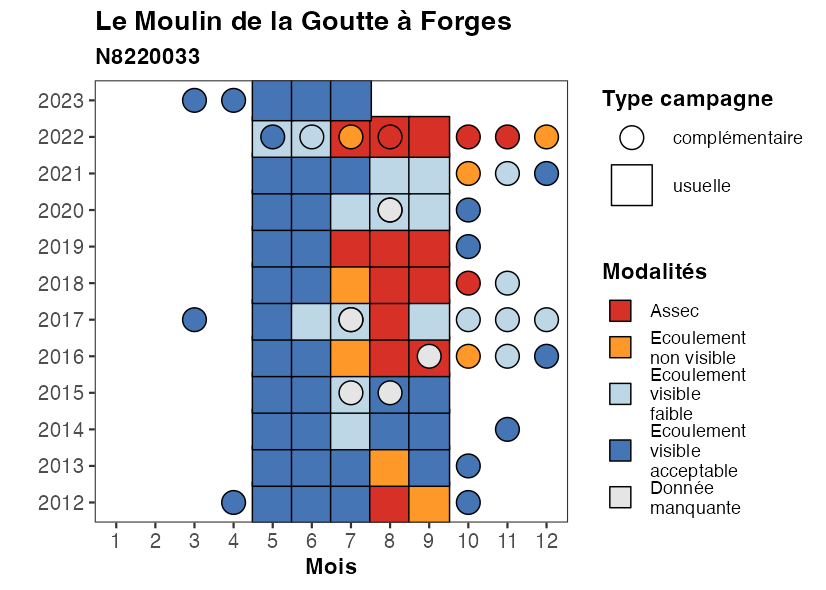 Le Moulin de la Goutte à Forges
N8220033
2023
2022
2021
2020
2019
2018
2017
2016
2015
2014
2013
2012
1 2 3 4 5 6 7 8 9 10 11 12
Mois
Type campagne
complémentaire
usuelle
Modalités
Assec
Ecoulement
non visible
Ecoulement
visible
faible
Ecoulement
visible
acceptable
Donnée
manquante